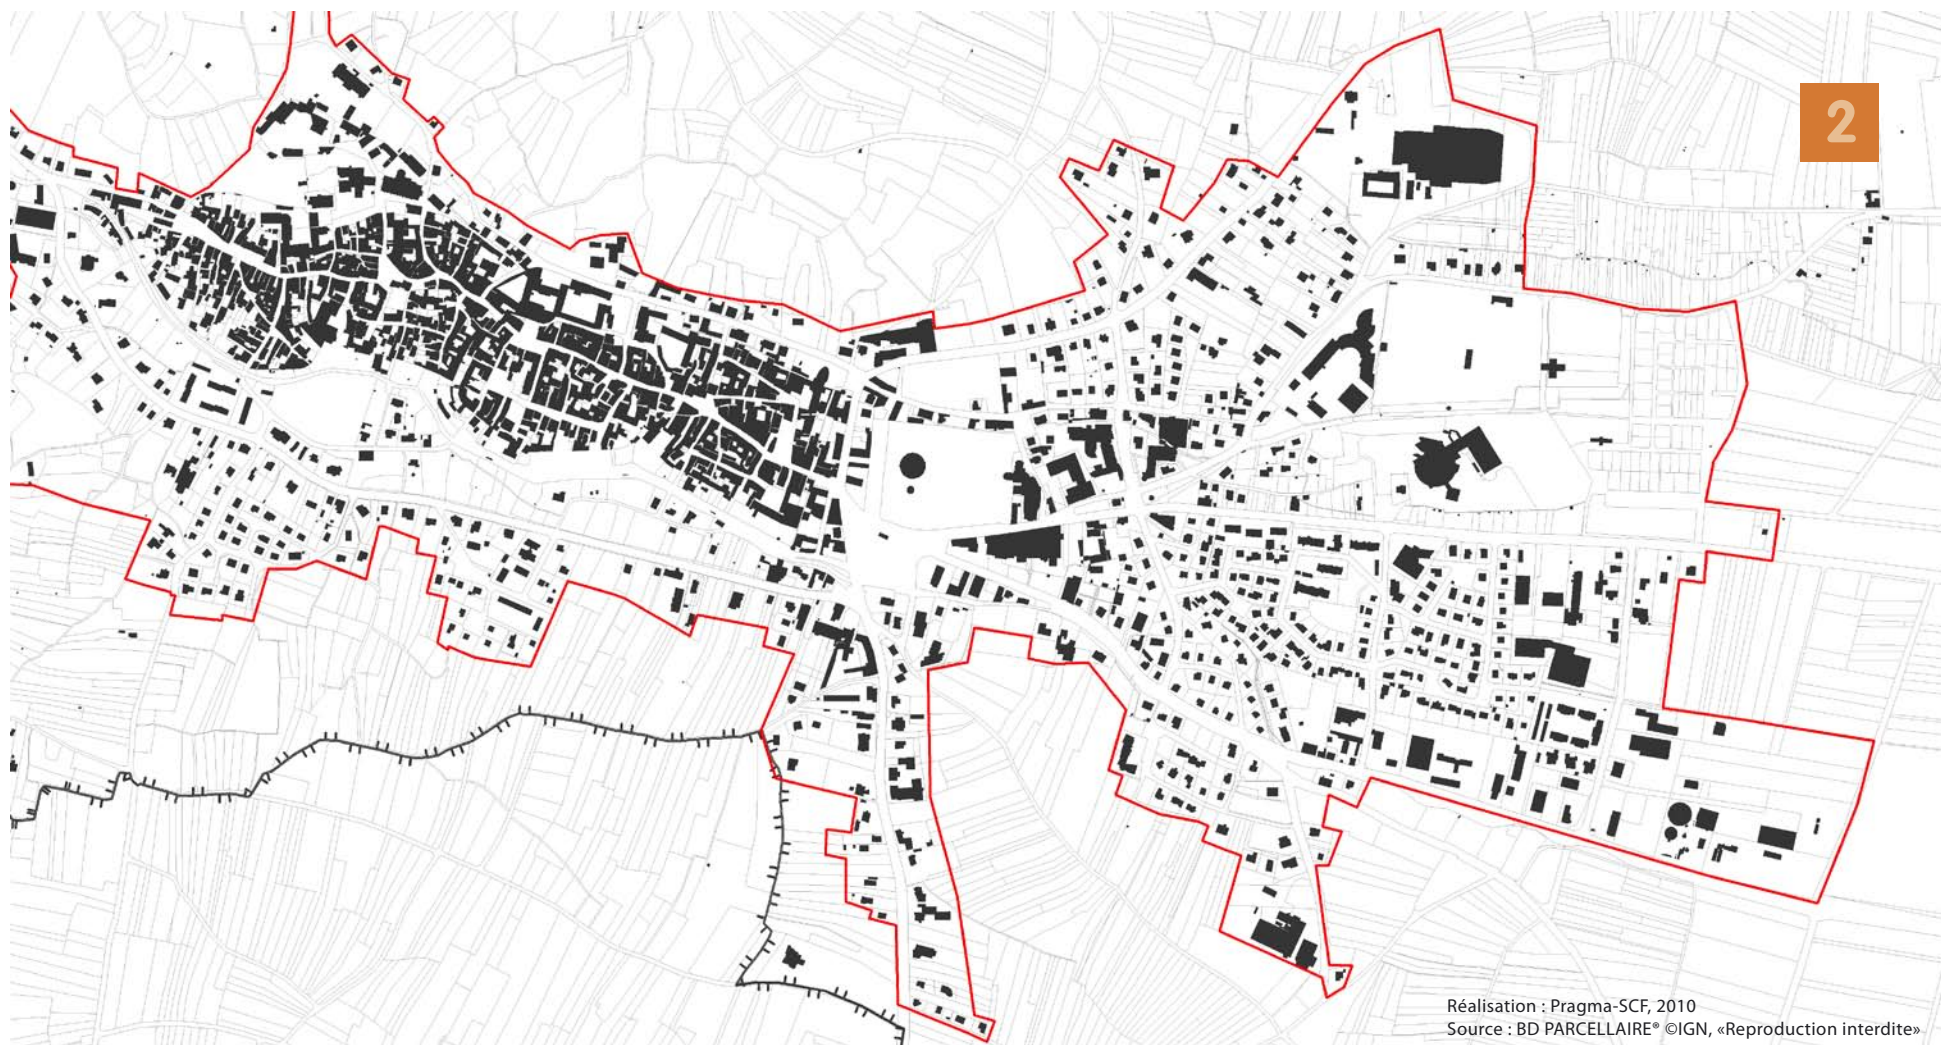 2
Réalisation : Pragma-SCF, 2010
Source : BD PARCELLAIRE® ©IGN, «Reproduction interdite»